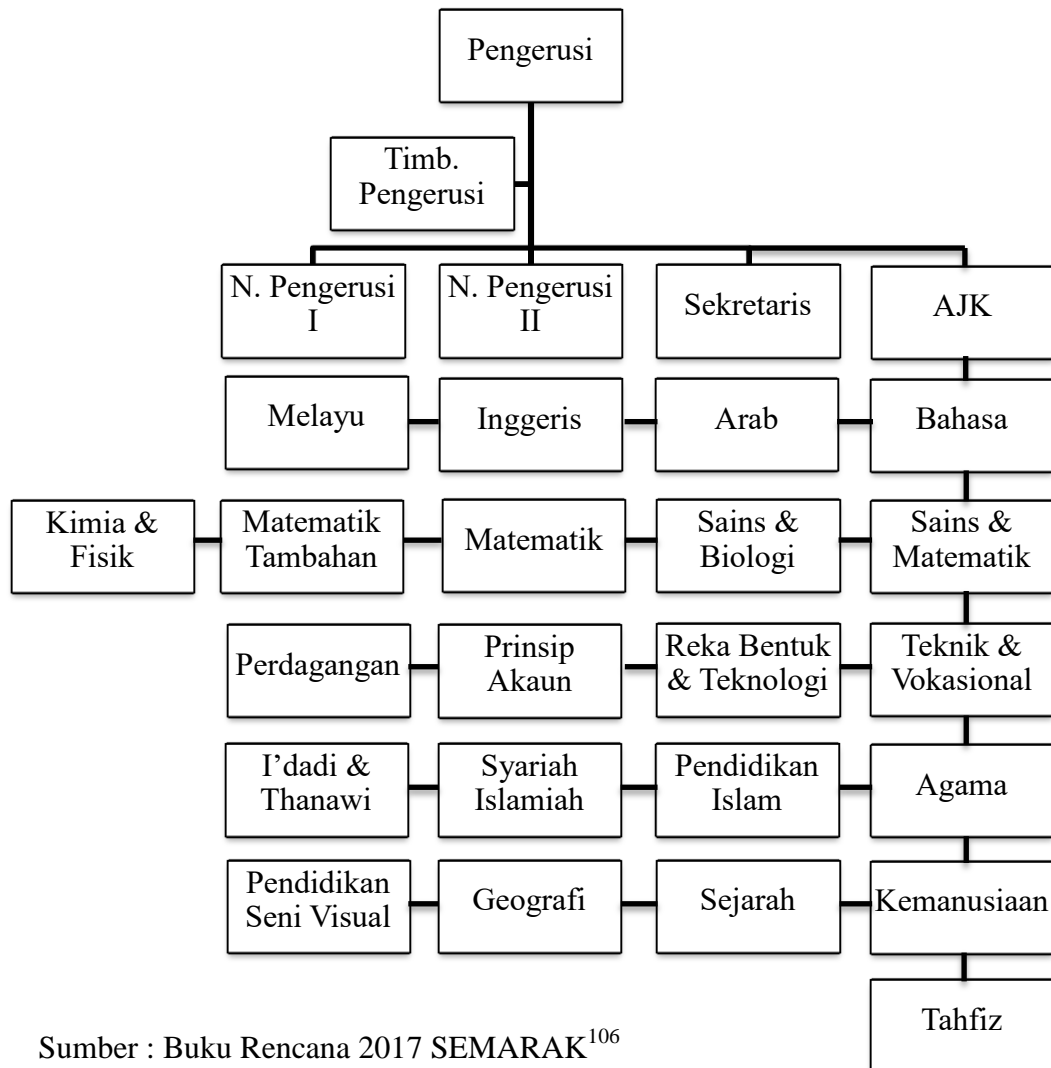 Pengerusi
Timb.
Pengerusi
N. Pengerusi
I
N. Pengerusi
II
Sekretaris
AJK
Melayu
Inggeris
Arab
Bahasa
Kimia &
Fisik
Matematik
Tambahan
Matematik
Sains &
Biologi
Sains &
Matematik
Perdagangan
Prinsip
Akaun
Reka Bentuk
& Teknologi
Teknik &
Vokasional
I’dadi &
Thanawi
Syariah
Islamiah
Pendidikan
Islam
Agama
Pendidikan
Seni Visual
Geografi
Sejarah
Kemanusiaan
Tahfiz
Sumber : Buku Rencana 2017 SEMARAK106